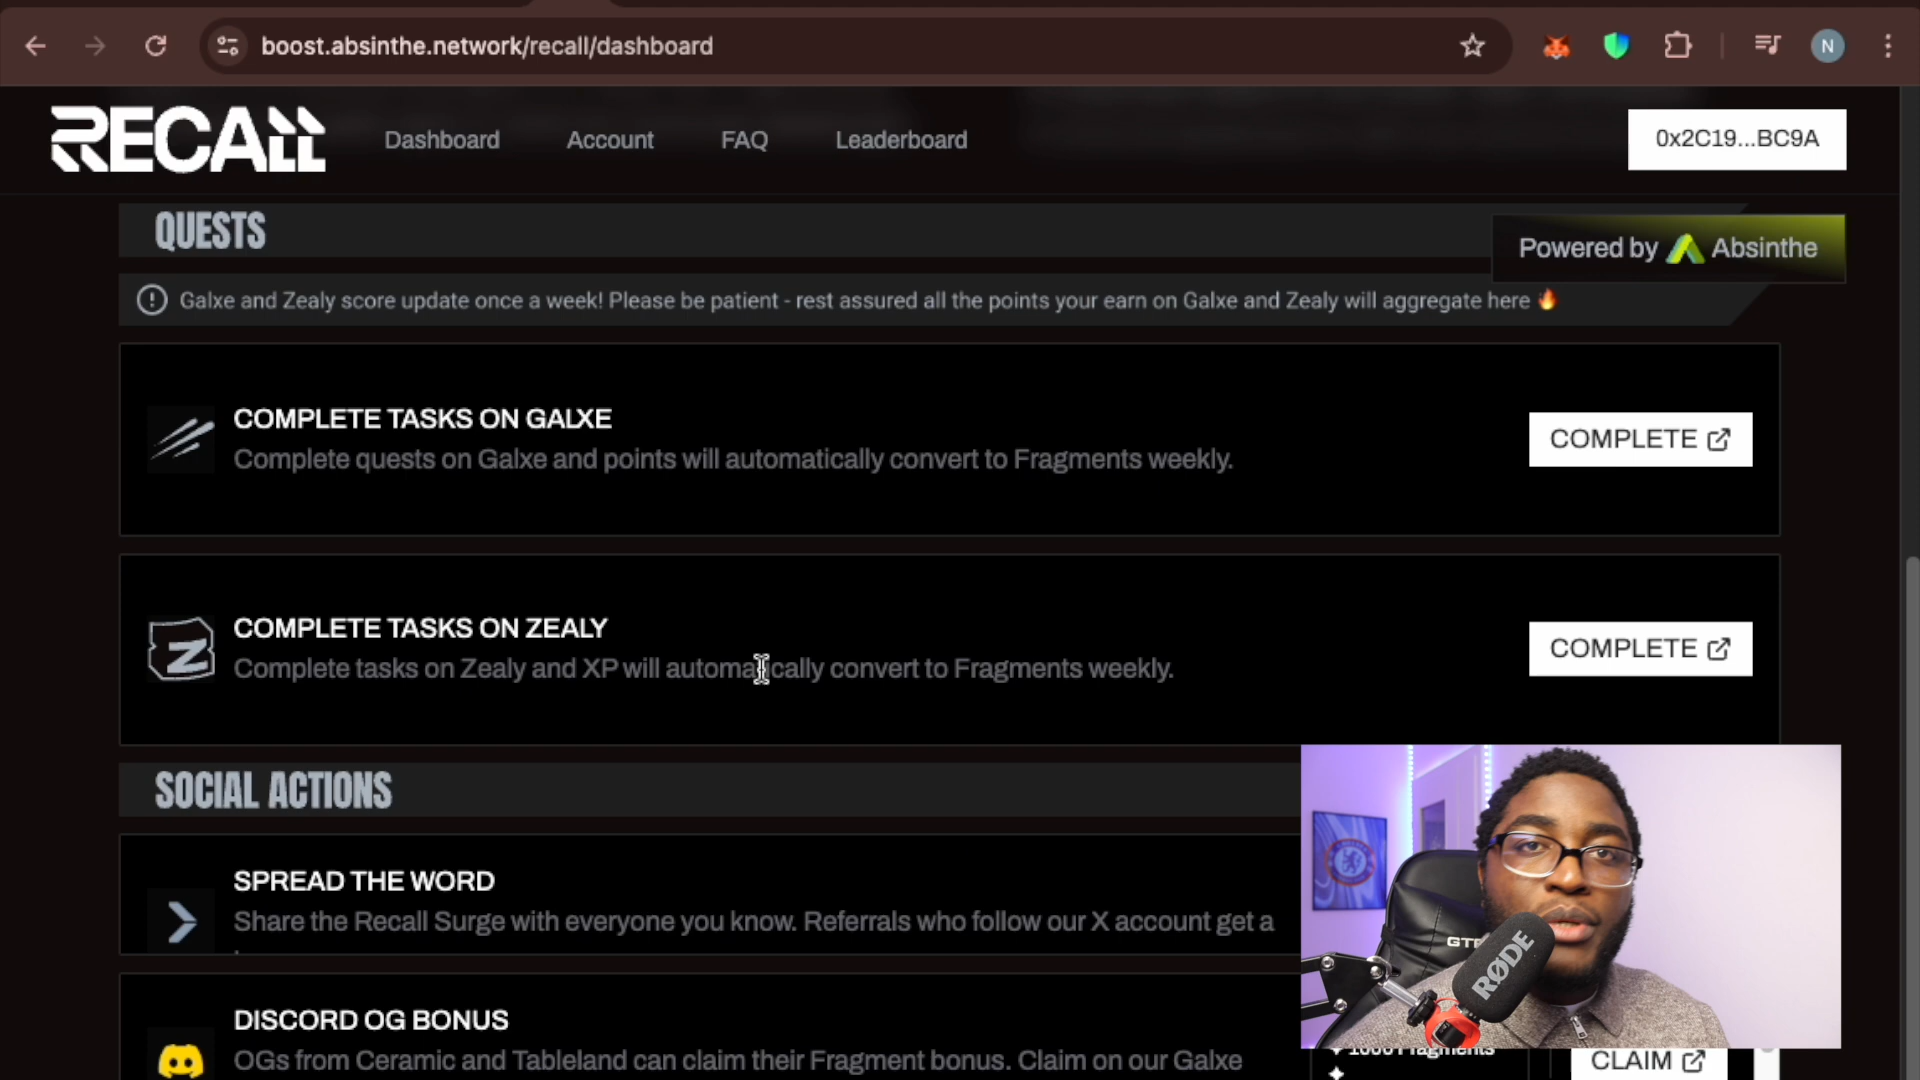 boost.absinthe.network/recall/dashboard
N
RECALL
Dashboard
Account
FAQ
Leaderboard
0x2C19...BC9A
QUESTS
Powered by Absinthe
Galxe and Zealy score update once a week! Please be patient - rest assured all the points your earn on Galxe and Zealy will aggregate here 🔥
COMPLETE TASKS ON GALXE
Complete quests on Galxe and points will automatically convert to Fragments weekly.
COMPLETE
COMPLETE TASKS ON ZEALY
Complete tasks on Zealy and XP will automatically convert to Fragments weekly.
COMPLETE
SOCIAL ACTIONS
SPREAD THE WORD
Share the Recall Surge with everyone you know. Referrals who follow our X account get a
DISCORD OG BONUS
OGs from Ceramic and Tableland can claim their Fragment bonus. Claim on our Galxe
1000 Fragments
CLAIM
GT
RØDE